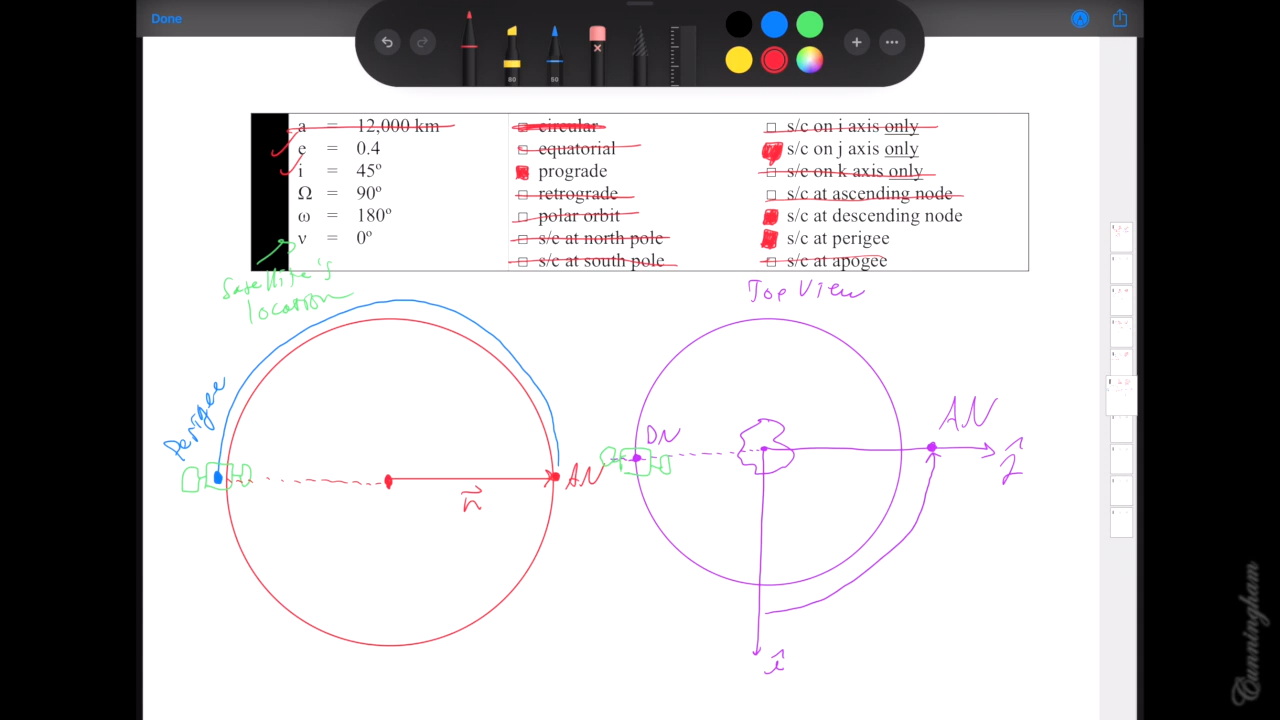 Done
80
50
a = 12,000 km □ circular □ s/c on i axis only
e = 0.4 □ equatorial s/c on j axis only
i = 45º prograde □ s/c on k axis only
Ω = 90º □ retrograde □ s/c at ascending node
ω = 180º □ polar orbit s/c at descending node
ν = 0º □ s/c at north pole s/c at perigee
□ s/c at south pole □ s/c at apogee
Satellite's
location
Top View
Perigee
AN
n⃗
DN
AN
ĵ
î
Cunningham